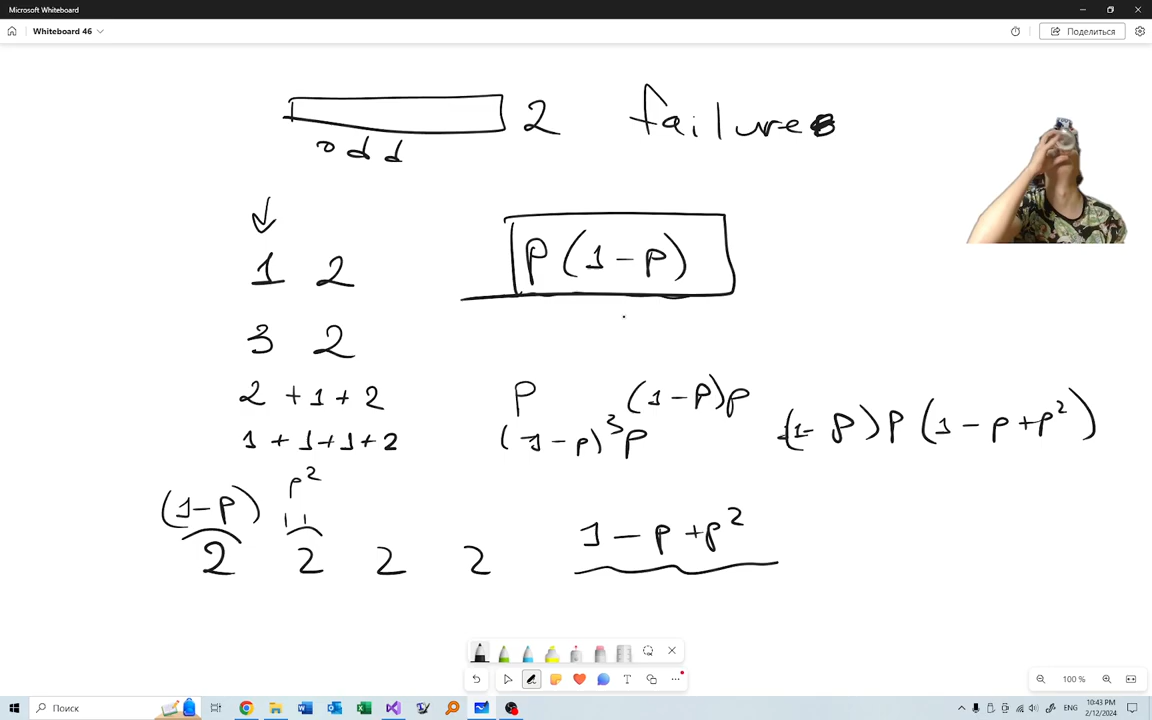 Microsoft Whiteboard
Whiteboard 46
Поделиться
2 failures
odd
1 2
p(1-p)
3 2
2 + 1 + 2
p (1-p)p
1 + 1 + 1 + 2
(1-p)³p
(1-p)p(1-p+p²)
(1-p) p²
1 1
2 2 2 2
1-p+p²
100 %
Поиск
ENG
10:43 PM
2/12/2024